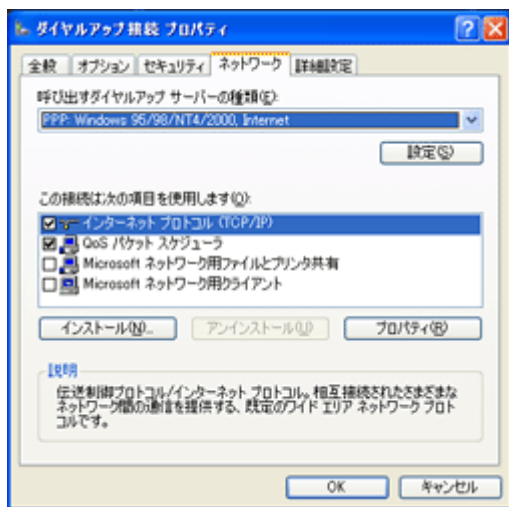 ダイヤルアップ接続 プロパティ
全般 オプション セキュリティ ネットワーク 詳細設定
呼び出すダイヤルアップ サーバーの種類(E):
PPP: Windows 95/98/NT4/2000, Internet
設定(S)
この接続は次の項目を使用します(O):
インターネット プロトコル (TCP/IP)
QoS パケット スケジューラ
Microsoft ネットワーク用ファイルとプリンタ共有
Microsoft ネットワーク用クライアント
インストール(N)... アンインストール(U) プロパティ(R)
説明
伝送制御プロトコル/インターネット プロトコル。相互接続されたさまざまな
ネットワーク間の通信を提供する、既定のワイド エリア ネットワーク プロト
コルです。
OK キャンセル